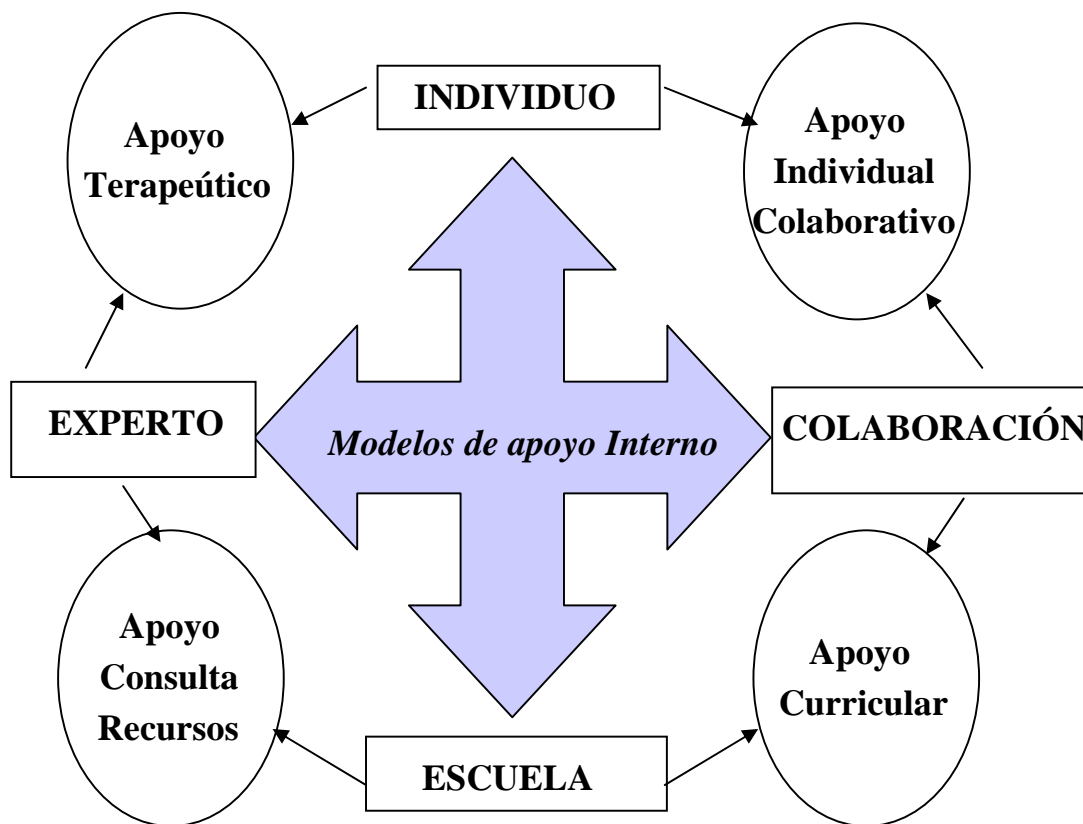 INDIVIDUO
Apoyo
Terapeútico
Apoyo
Individual
Colaborativo
EXPERTO
Modelos de apoyo Interno
COLABORACIÓN
Apoyo
Consulta
Recursos
Apoyo
Curricular
ESCUELA